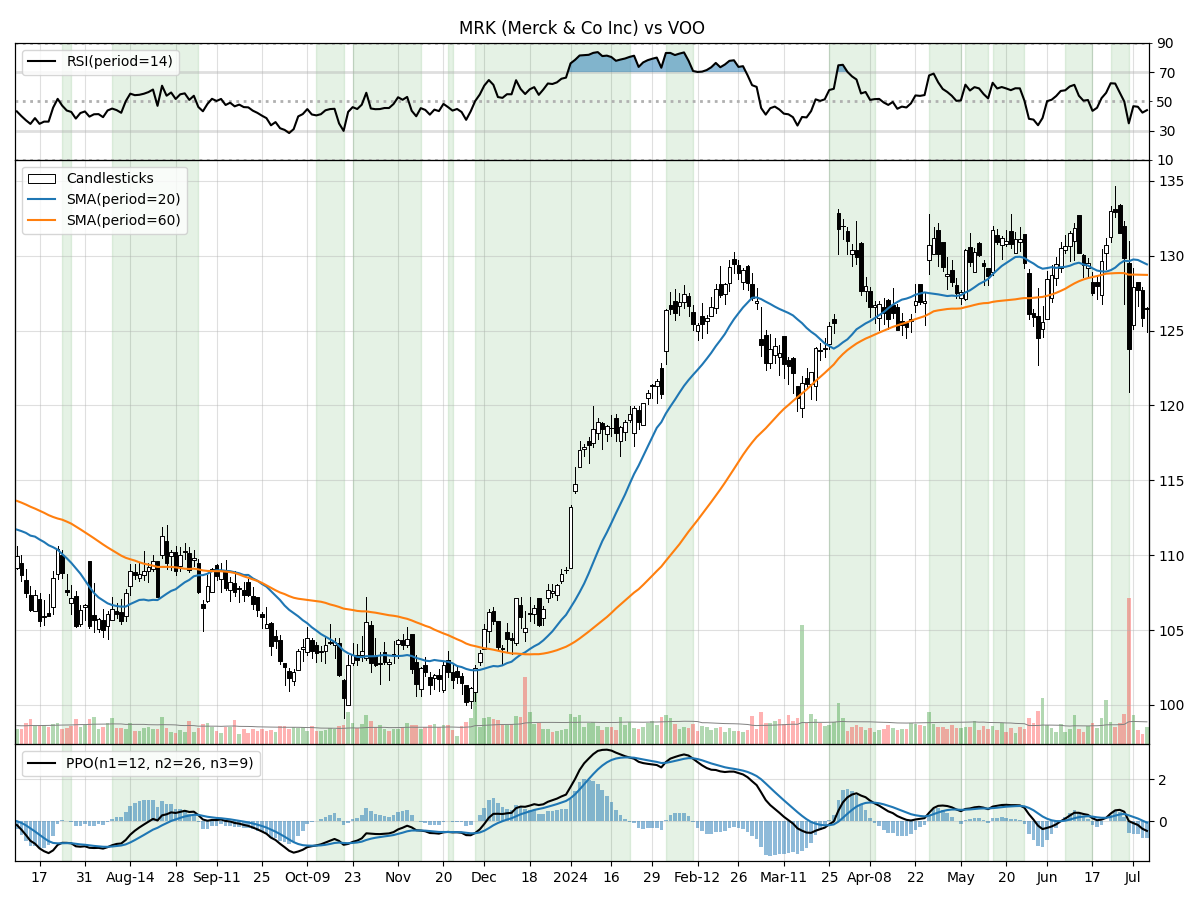 MRK (Merck & Co Inc) vs VOO
RSI(period=14)
90
70
50
30
10
Candlesticks
SMA(period=20)
SMA(period=60)
135
130
125
120
115
110
105
100
PPO(n1=12, n2=26, n3=9)
2
0
17 31 Aug-14 28 Sep-11 25 Oct-09 23 Nov 20 Dec 18 2024 16 29 Feb-12 26 Mar-11 25 Apr-08 22 May 20 Jun 17 Jul